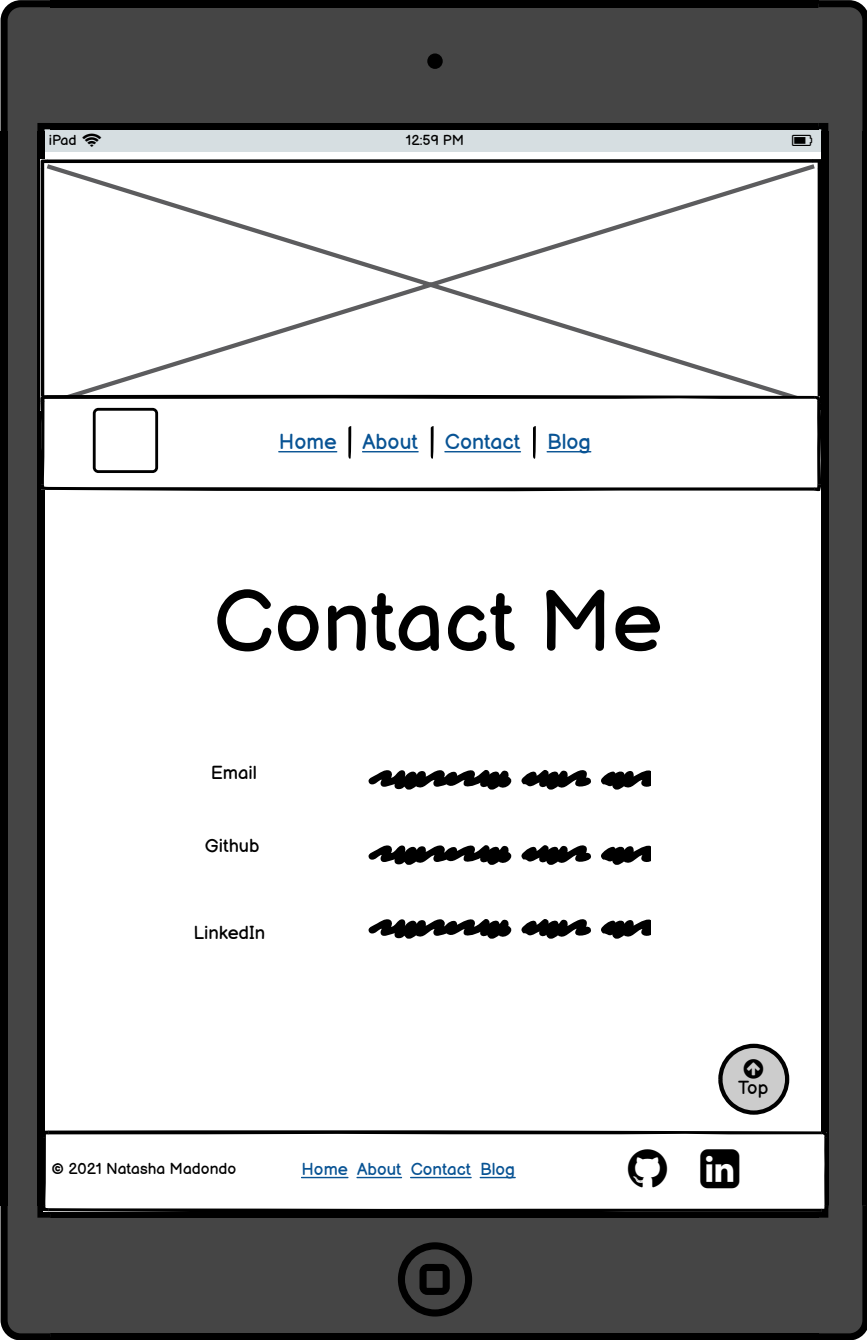 iPad 12:59 PM
Home About Contact Blog
Contact Me
Email
Github
LinkedIn
Top
© 2021 Natasha Madondo Home About Contact Blog in